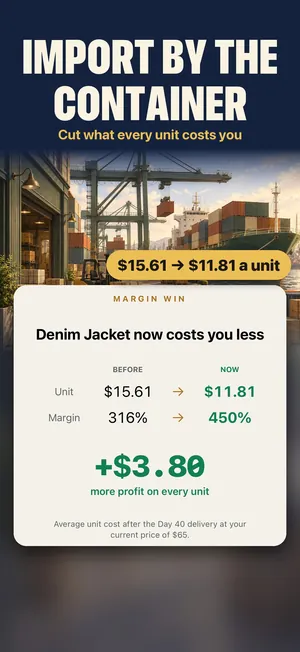 IMPORT BY THE
CONTAINER
Cut what every unit costs you
$15.61 → $11.81 a unit
MARGIN WIN
Denim Jacket now costs you less
BEFORE NOW
Unit $15.61 → $11.81
Margin 316% → 450%
+$3.80
more profit on every unit
Average unit cost after the Day 40 delivery at your
current price of $65.